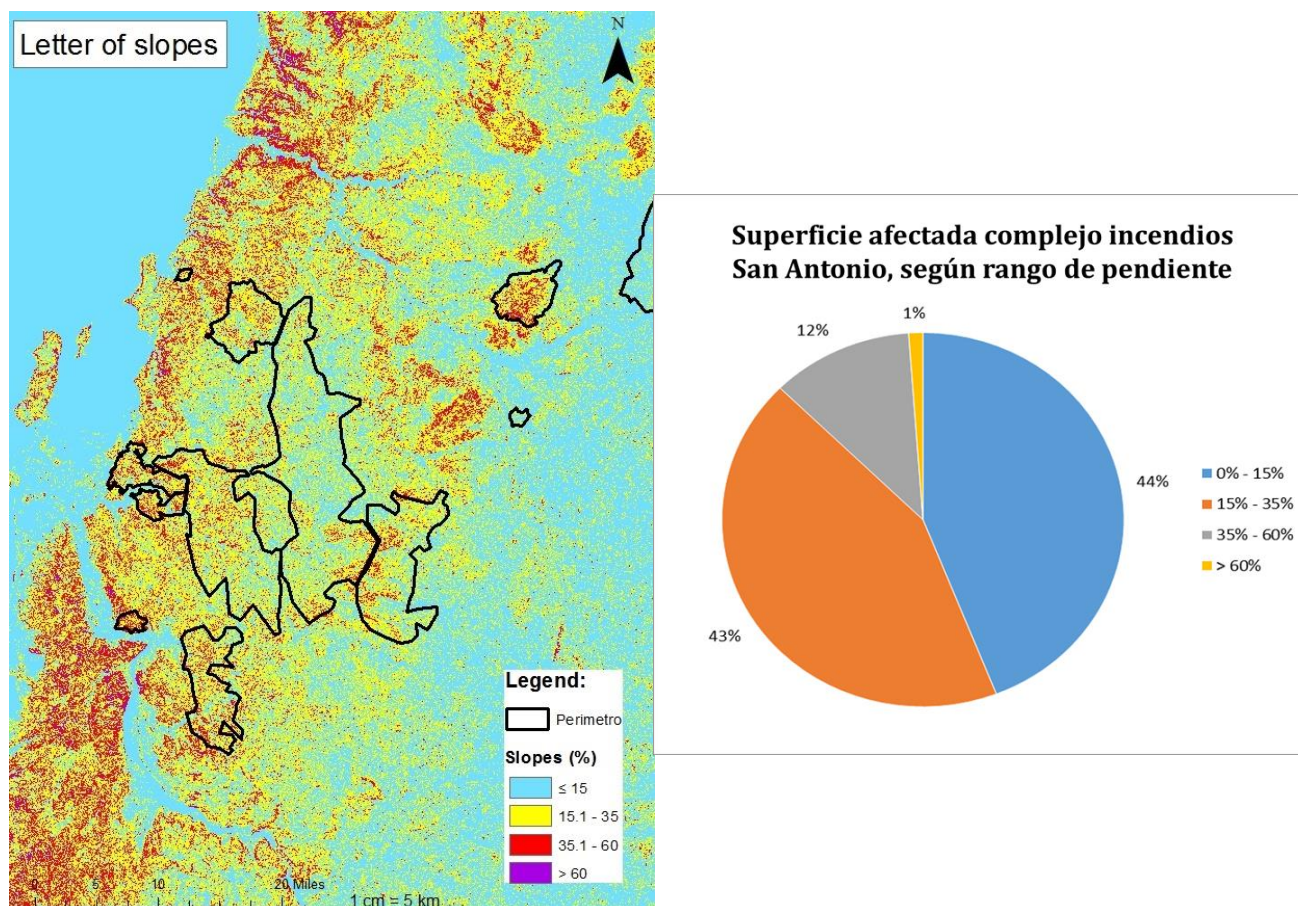 Letter of slopes
N
Legend:
Perimetro
Slopes (%)
≤ 15
15.1 - 35
35.1 - 60
> 60
0 5 10 20 Miles
1 cm = 5 km
Superficie afectada complejo incendios
San Antonio, según rango de pendiente
1%
12%
44%
43%
0% - 15%
15% - 35%
35% - 60%
> 60%